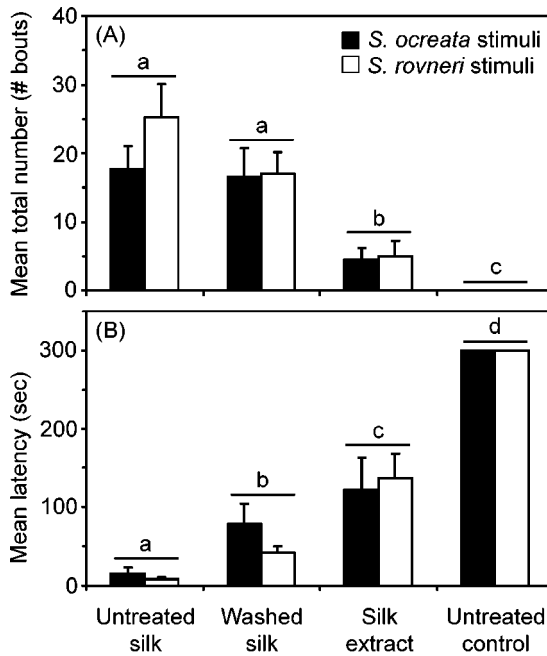 (A)
S. ocreata stimuli
S. rovneri stimuli
Mean total number (# bouts)
40
30
20
10
0
a
a
b
c
(B)
Mean latency (sec)
300
200
100
0
a
b
c
d
Untreated silk
Washed silk
Silk extract
Untreated control